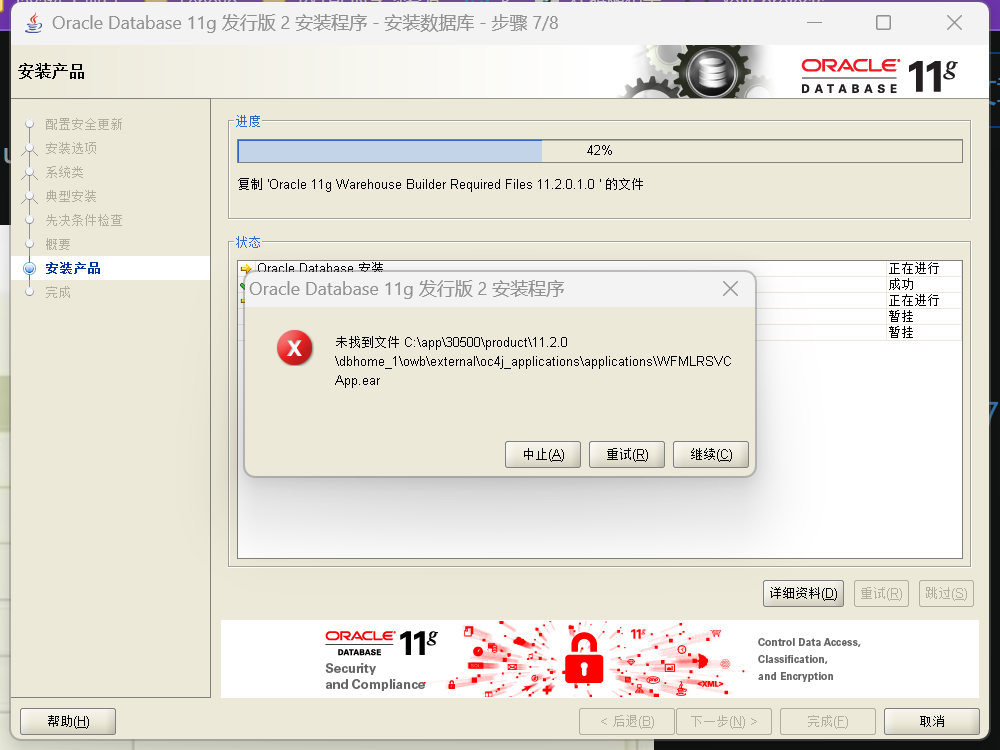 Oracle Database 11g 发行版 2 安装程序 - 安装数据库 - 步骤 7/8
安装产品
ORACLE
DATABASE
11g
配置安全更新
安装选项
系统类
典型安装
先决条件检查
概要
安装产品
完成
进度
42%
复制 'Oracle 11g Warehouse Builder Required Files 11.2.0.1.0 ' 的文件
状态
Oracle Database 安装 正在进行
成功
正在进行
暂挂
暂挂
Oracle Database 11g 发行版 2 安装程序
未找到文件 C:\app\30500\product\11.2.0
\dbhome_1\owb\external\oc4j_applications\applications\WFMLRSVC
App.ear
中止(A) 重试(R) 继续(C)
详细资料(D) 重试(R) 跳过(S)
ORACLE
DATABASE
11g
Security
and Compliance
11g
<XML>
Control Data Access,
Classification,
and Encryption
帮助(H) < 后退(B) 下一步(N) > 完成(F) 取消